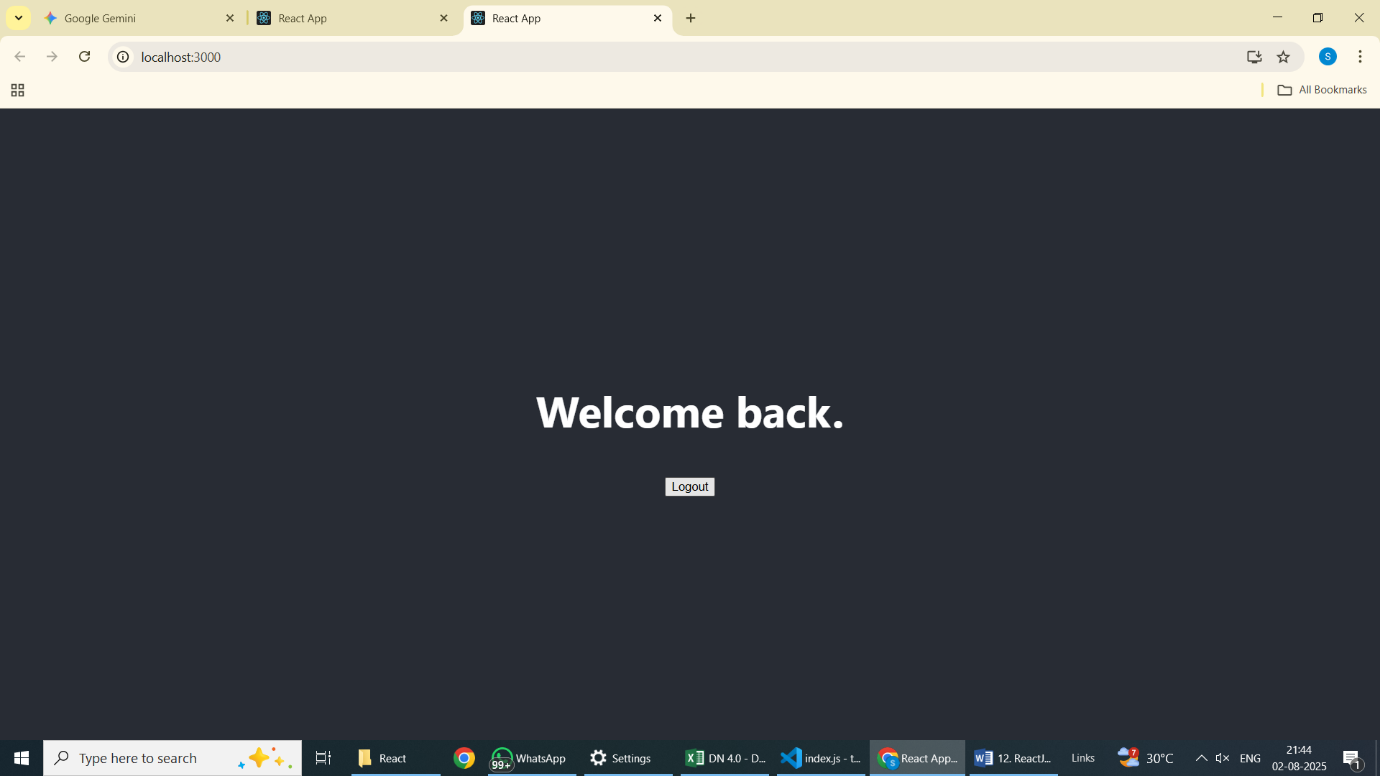 Google Gemini
React App
React App
localhost:3000
S
All Bookmarks
Welcome back.
Logout
Type here to search
React
99+
WhatsApp
Settings
DN 4.0 - D...
index.js - t...
S
React App...
12. ReactJ...
Links
7
30°C
ENG
21:44
02-08-2025
1